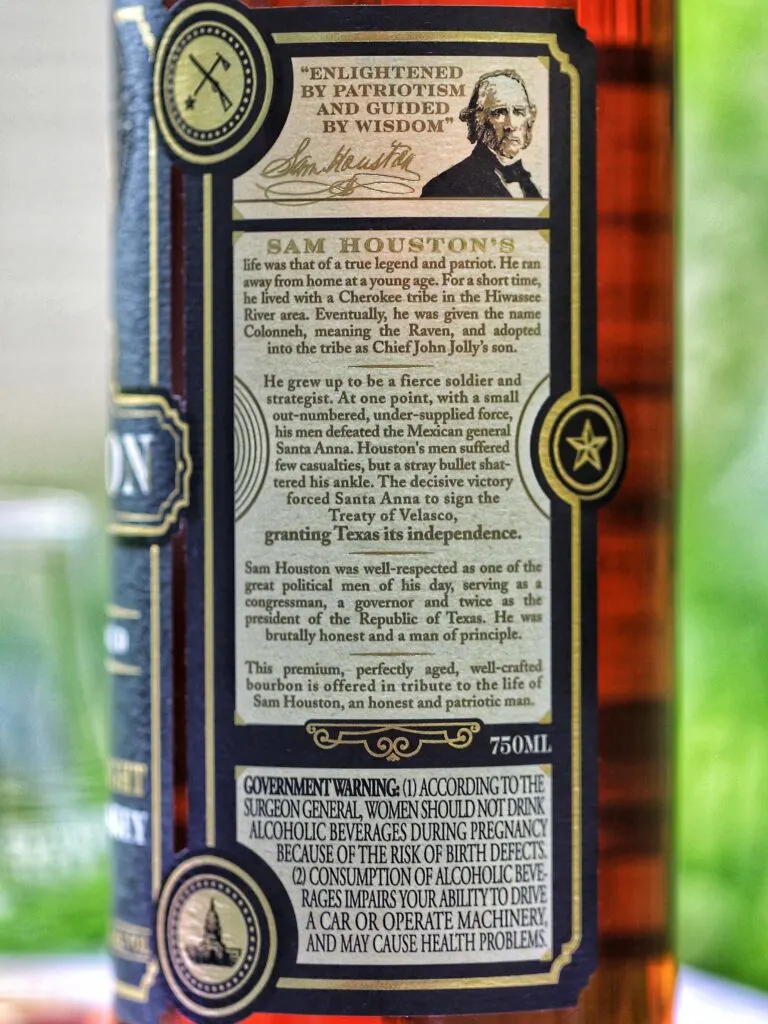 "ENLIGHTENED
BY PATRIOTISM
AND GUIDED
BY WISDOM"
Sam Houston
SAM HOUSTON'S
life was that of a true legend and patriot. He ran
away from home at a young age. For a short time,
he lived with a Cherokee tribe in the Hiwassee
River area. Eventually, he was given the name
Colonneh, meaning the Raven, and adopted
into the tribe as Chief John Jolly's son.
He grew up to be a fierce soldier and
strategist. At one point, with a small
out-numbered, under-supplied force,
his men defeated the Mexican general
Santa Anna. Houston's men suffered
few casualties, but a stray bullet shat-
tered his ankle. The decisive victory
forced Santa Anna to sign the
Treaty of Velasco,
granting Texas its independence.
Sam Houston was well-respected as one of the
great political men of his day, serving as a
congressman, a governor and twice as the
president of the Republic of Texas. He was
brutally honest and a man of principle.
This premium, perfectly aged, well-crafted
bourbon is offered in tribute to the life of
Sam Houston, an honest and patriotic man.
750ML
GOVERNMENT WARNING: (1) ACCORDING TO THE
SURGEON GENERAL, WOMEN SHOULD NOT DRINK
ALCOHOLIC BEVERAGES DURING PREGNANCY
BECAUSE OF THE RISK OF BIRTH DEFECTS.
(2) CONSUMPTION OF ALCOHOLIC BEVE-
RAGES IMPAIRS YOUR ABILITY TO DRIVE
A CAR OR OPERATE MACHINERY,
AND MAY CAUSE HEALTH PROBLEMS.
ON